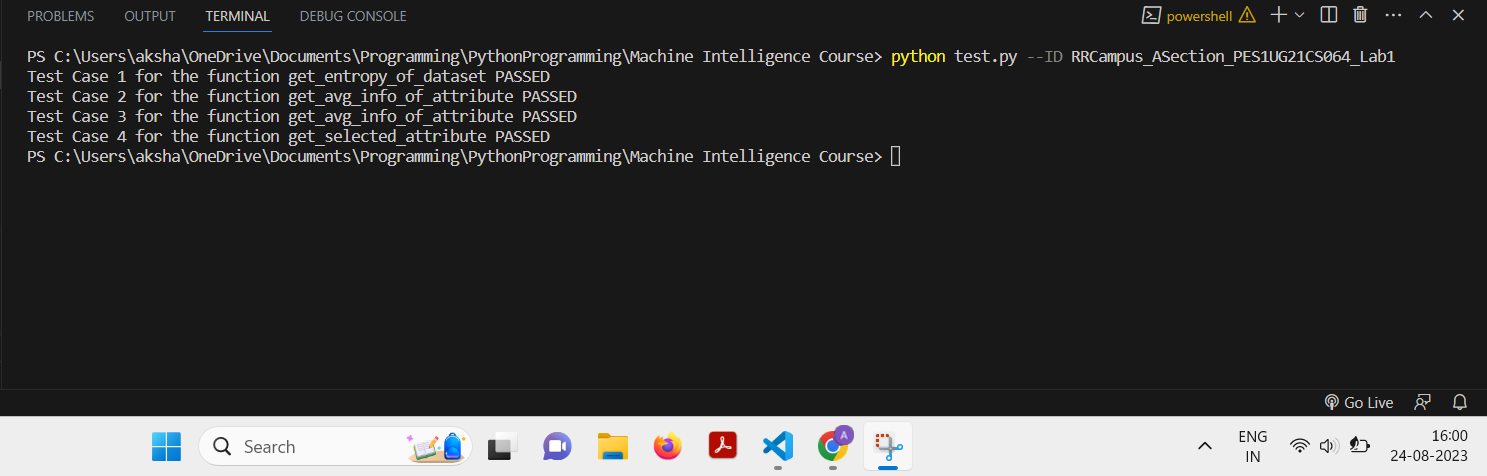 PROBLEMS OUTPUT TERMINAL DEBUG CONSOLE powershell
PS C:\Users\aksha\OneDrive\Documents\Programming\PythonProgramming\Machine Intelligence Course> python test.py --ID RRCampus_ASection_PES1UG21CS064_Lab1
Test Case 1 for the function get_entropy_of_dataset PASSED
Test Case 2 for the function get_avg_info_of_attribute PASSED
Test Case 3 for the function get_avg_info_of_attribute PASSED
Test Case 4 for the function get_selected_attribute PASSED
PS C:\Users\aksha\OneDrive\Documents\Programming\PythonProgramming\Machine Intelligence Course>
Go Live
Search
A
ENG
IN
16:00
24-08-2023